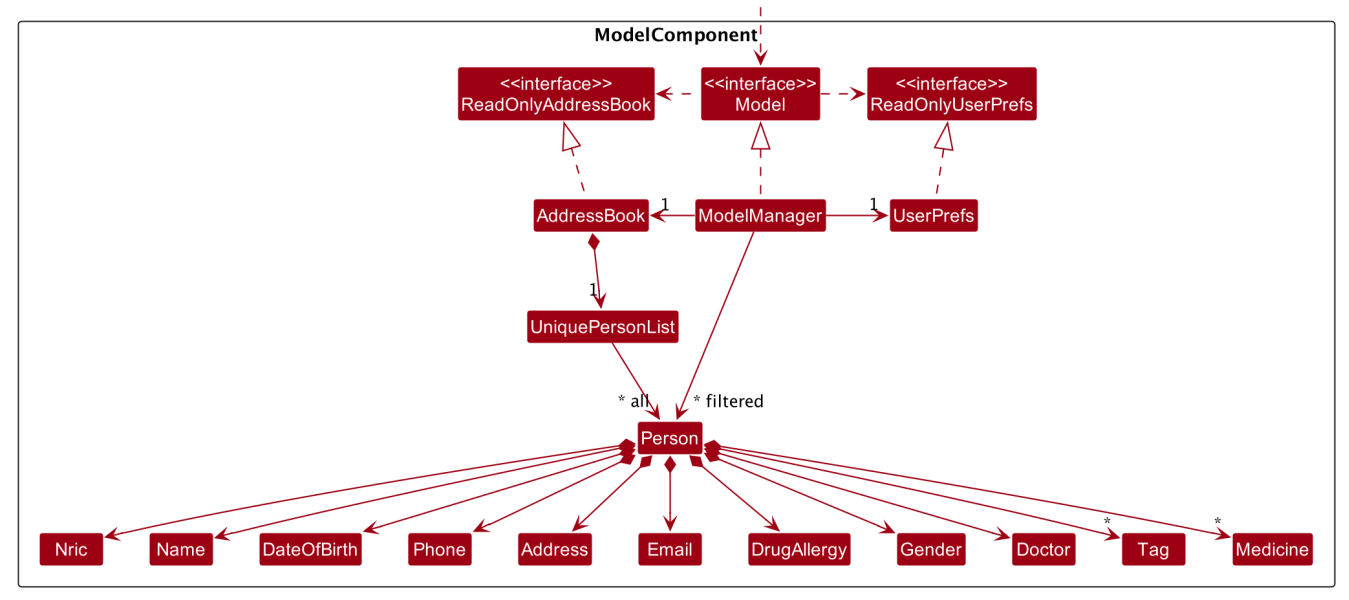 ModelComponent
<<interface>>
ReadOnlyAddressBook
<<interface>>
Model
<<interface>>
ReadOnlyUserPrefs
AddressBook
1
ModelManager
1
UserPrefs
1
UniquePersonList
* all
* filtered
Person
*
*
Nric
Name
DateOfBirth
Phone
Address
Email
DrugAllergy
Gender
Doctor
Tag
Medicine